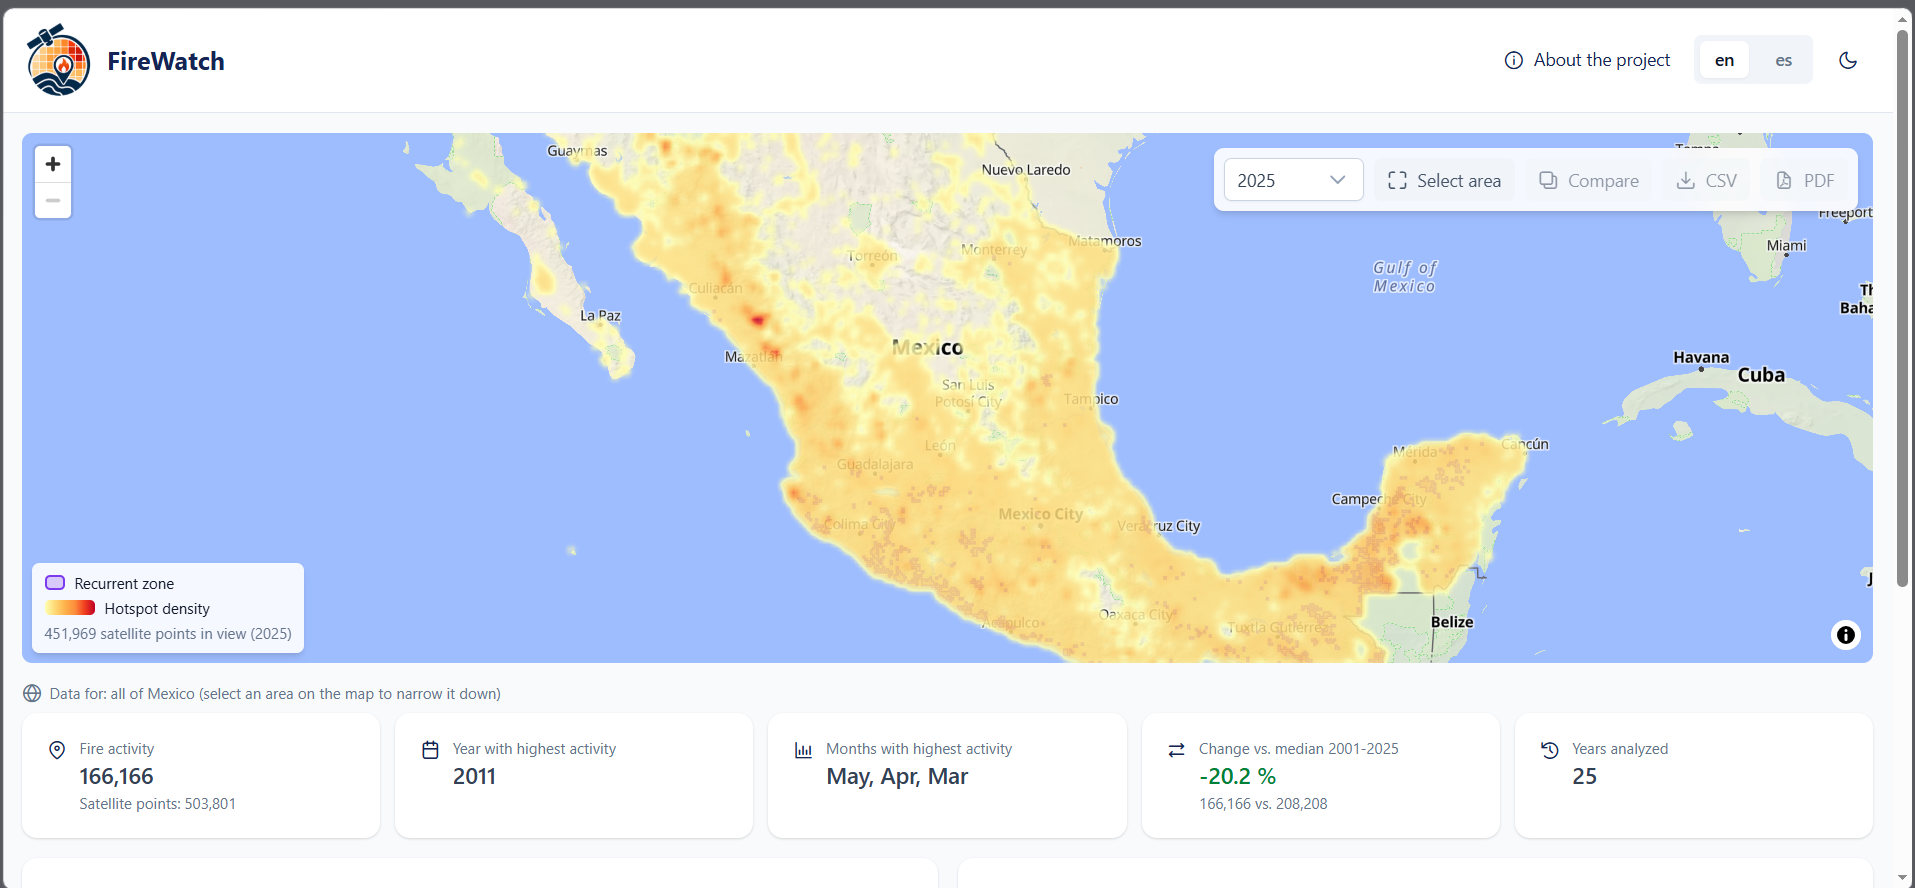 FireWatch
About the project
en
es
Guaymas
Nuevo Laredo
2025
Select area
Compare
CSV
PDF
Freeport
Matamoros
Monterrey
Torreón
Miami
Gulf of
Mexico
Culiacán
La Paz
Mazatlán
Mexico
Havana
Cuba
San Luis
Potosí City
Tampico
León
Guadalajara
Mérida
Cancún
Campeche City
Mexico City
Colima City
Veracruz City
Oaxaca City
Acapulco
Tuxtla Gutiérrez
Belize
Recurrent zone
Hotspot density
451,969 satellite points in view (2025)
Data for: all of Mexico (select an area on the map to narrow it down)
Fire activity
166,166
Satellite points: 503,801
Year with highest activity
2011
Months with highest activity
May, Apr, Mar
Change vs. median 2001-2025
-20.2 %
166,166 vs. 208,208
Years analyzed
25